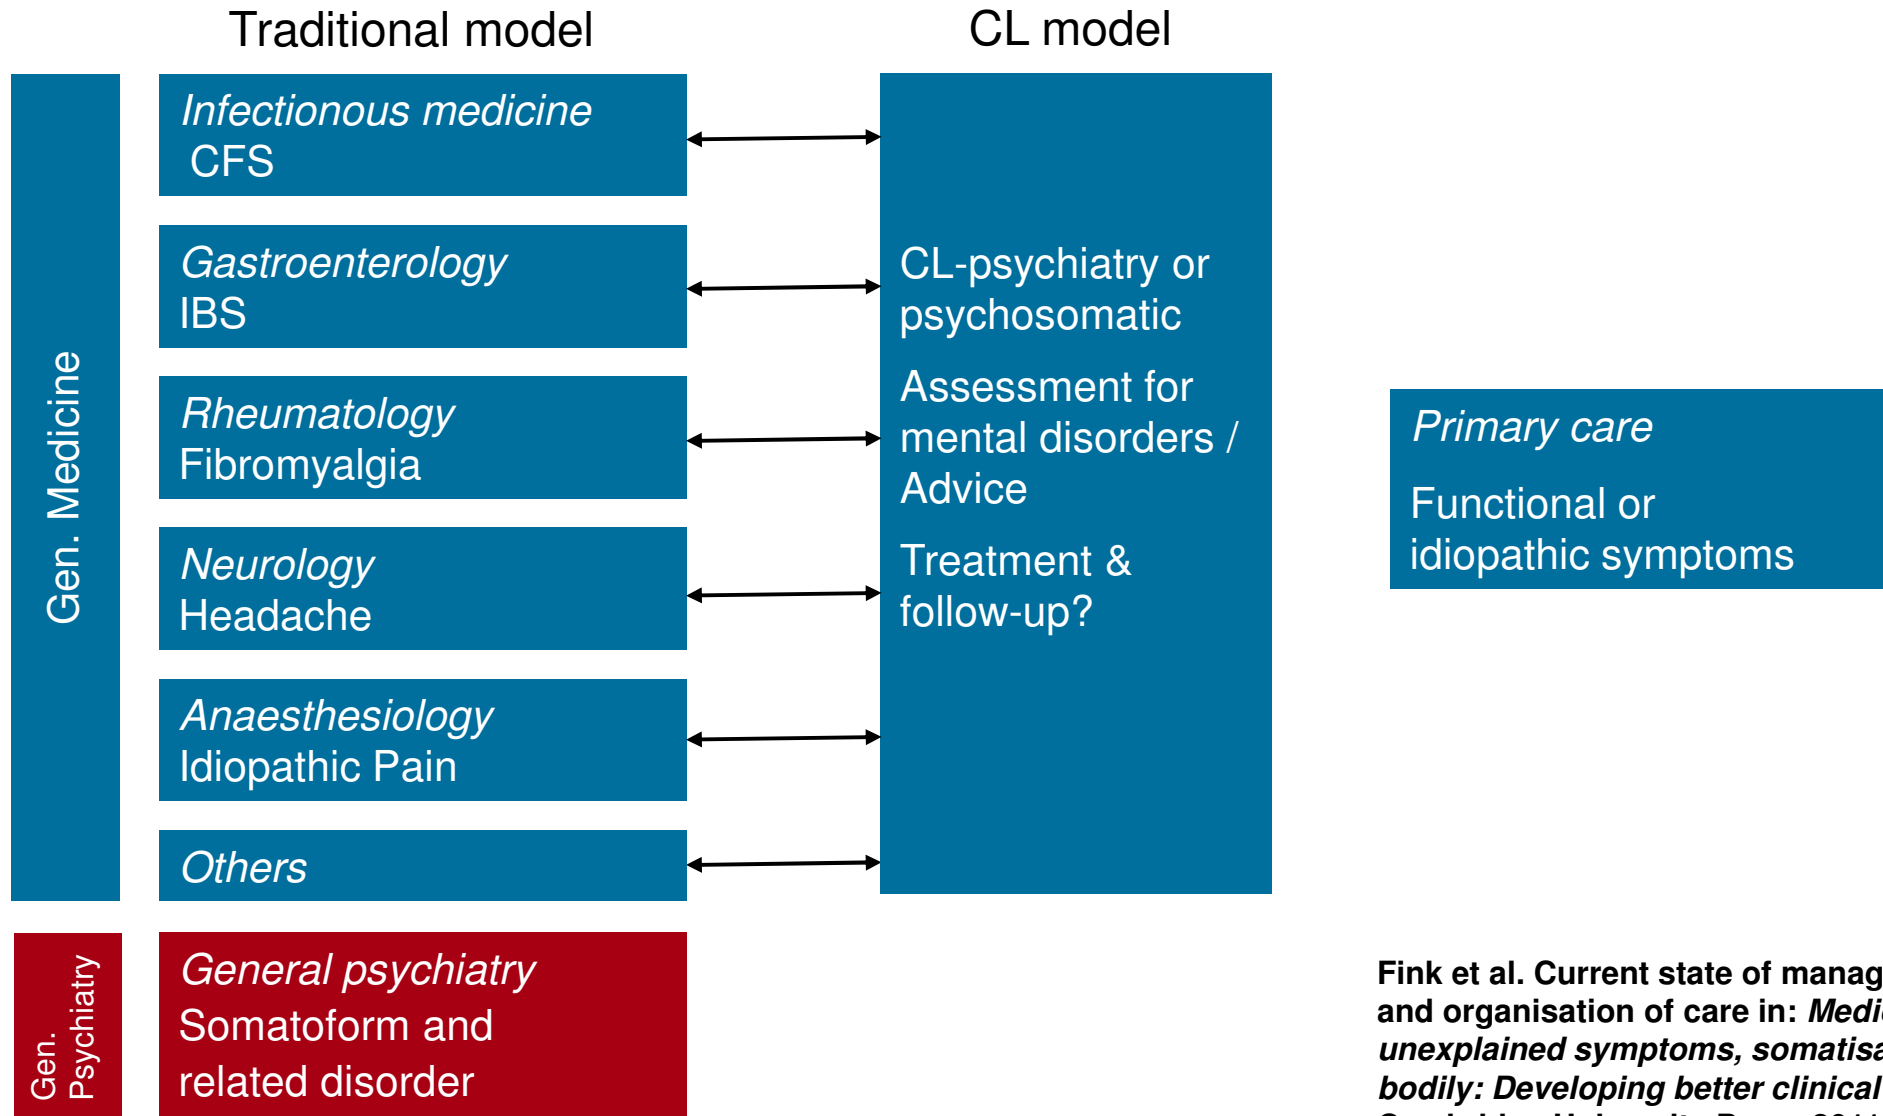 Traditional model
CL model
Gen. Medicine
Infectionous medicine
CFS
Gastroenterology
IBS
Rheumatology
Fibromyalgia
Neurology
Headache
Anaesthesiology
Idiopathic Pain
Others
CL-psychiatry or
psychosomatic
Assessment for
mental disorders /
Advice
Treatment &
follow-up?
Primary care
Functional or
idiopathic symptoms
Gen.
Psychiatry
General psychiatry
Somatoform and
related disorder
Fink et al. Current state of manag
and organisation of care in: Medi
unexplained symptoms, somatisa
bodily: Developing better clinical